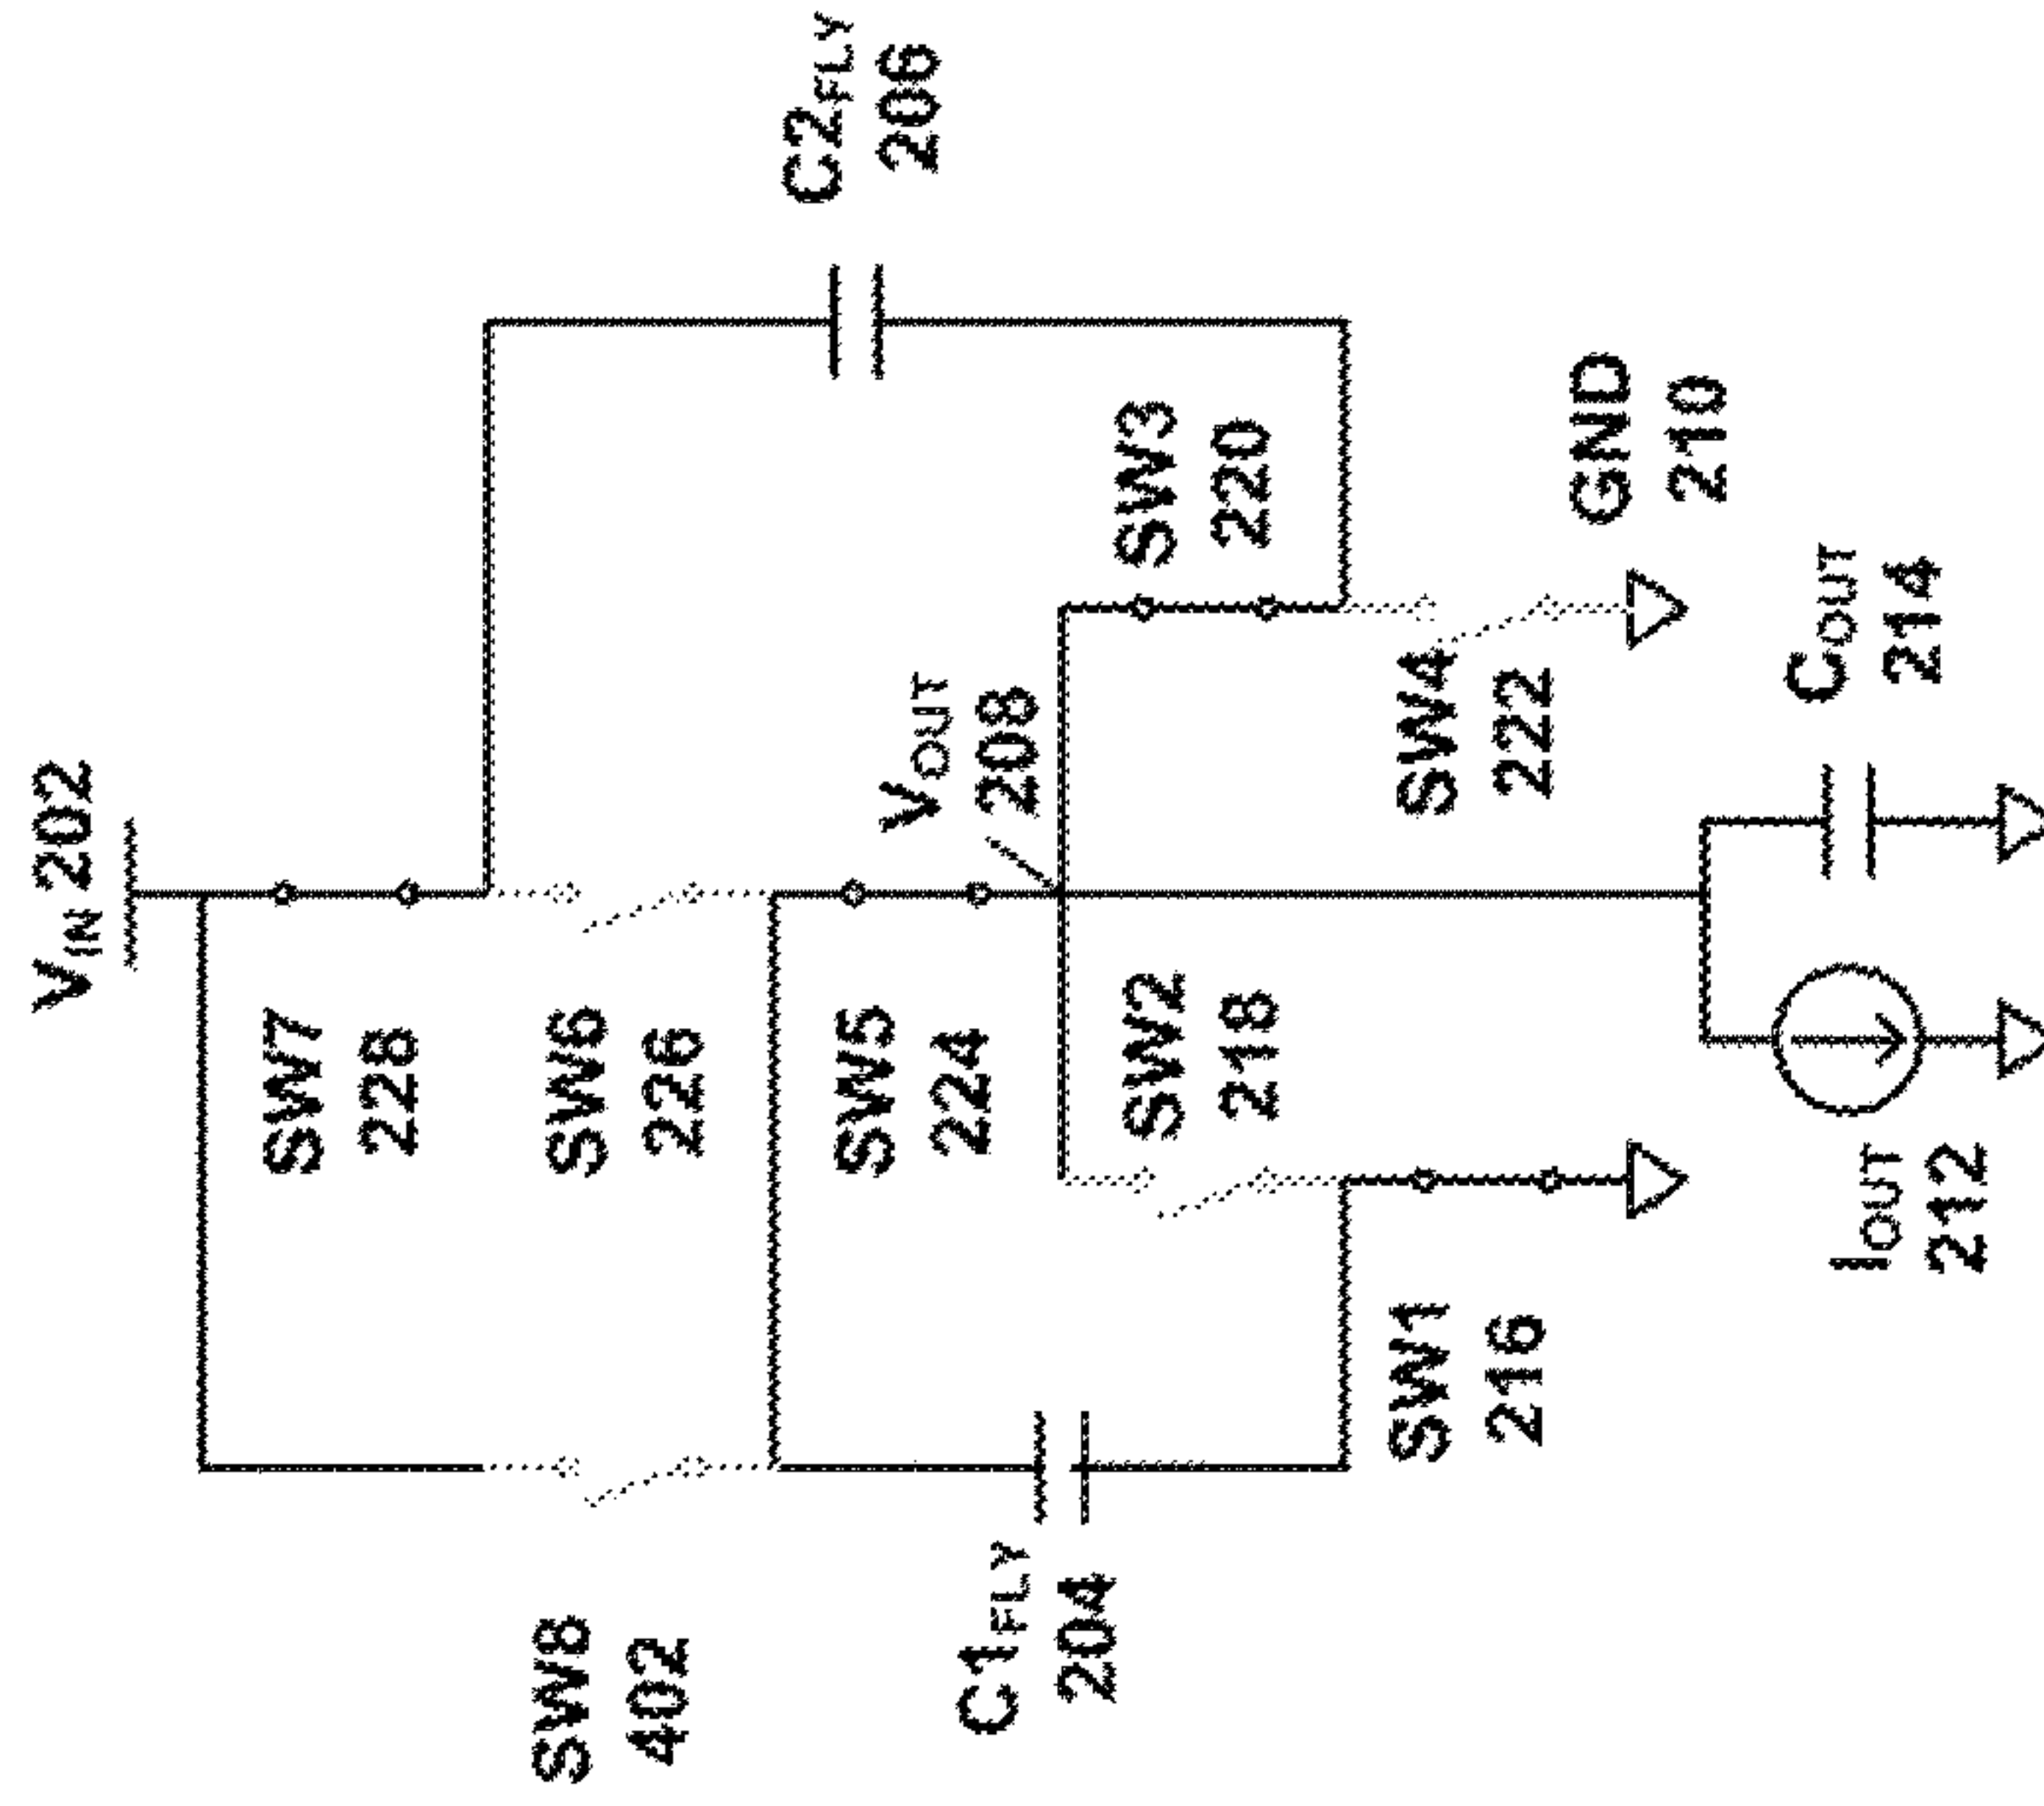 V_IN 202
SW7
228
SW6
226
SW8
402
SW5
224
V_OUT
208
C2_FLY
206
C1_FLY
204
SW2
218
SW3
220
SW1
216
SW4
222
GND
210
I_OUT
212
C_OUT
214